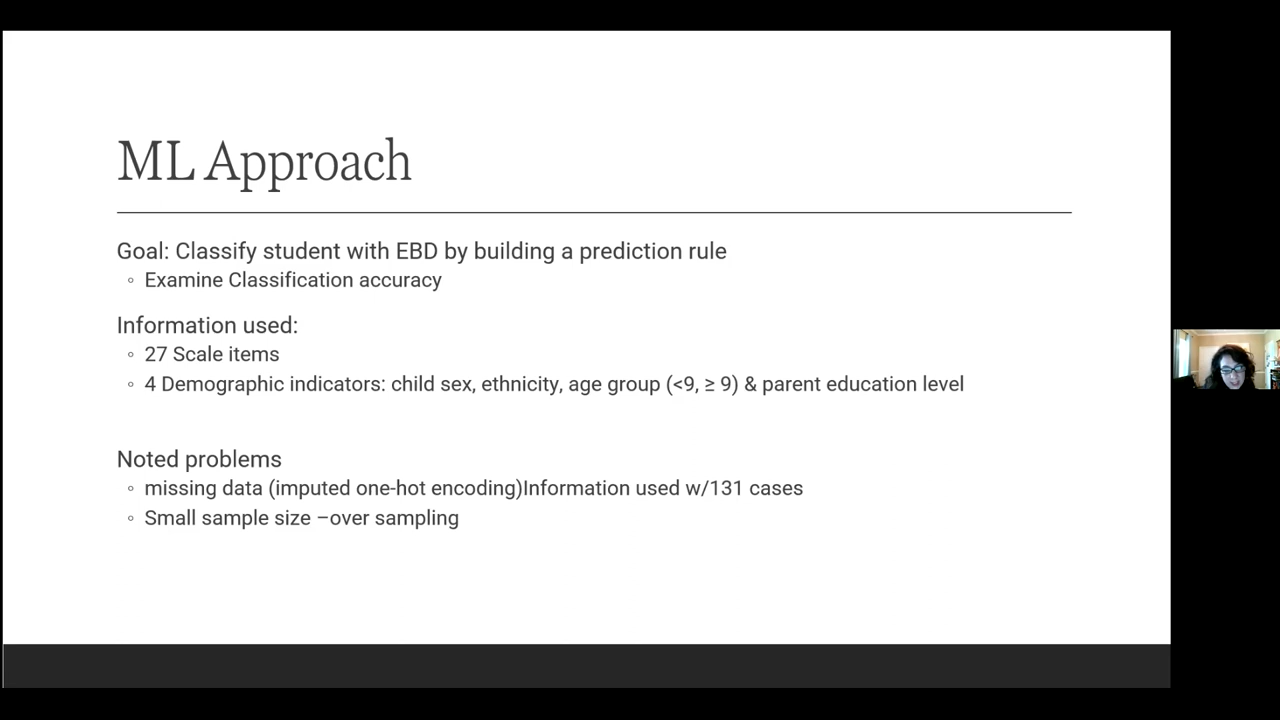 ML Approach
Goal: Classify student with EBD by building a prediction rule
◦ Examine Classification accuracy
Information used:
◦ 27 Scale items
◦ 4 Demographic indicators: child sex, ethnicity, age group (<9, ≥ 9) & parent education level
Noted problems
◦ missing data (imputed one-hot encoding)Information used w/131 cases
◦ Small sample size –over sampling